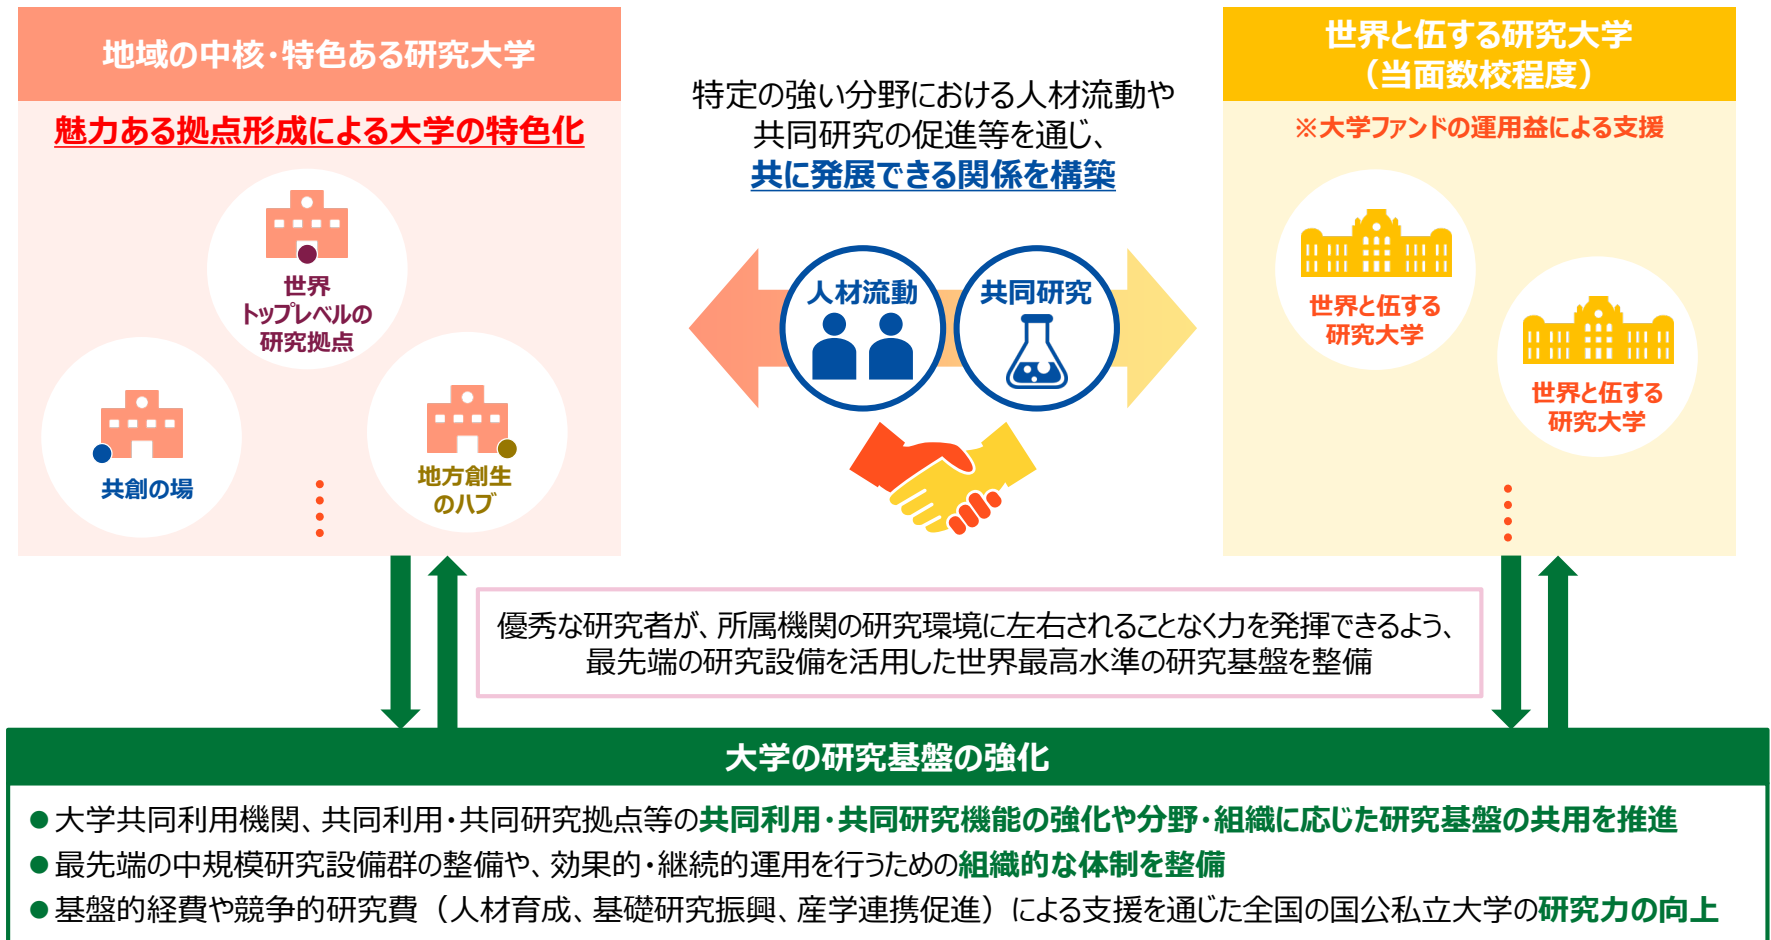 地域の中核・特色ある研究大学
魅力ある拠点形成による大学の特色化
世界
トップレベルの
研究拠点
共創の場
地方創生
のハブ
特定の強い分野における人材流動や
共同研究の促進等を通じ、
共に発展できる関係を構築
人材流動
共同研究
世界と伍する研究大学
（当面数校程度）
※大学ファンドの運用益による支援
世界と伍する
研究大学
世界と伍する
研究大学
優秀な研究者が、所属機関の研究環境に左右されることなく力を発揮できるよう、
最先端の研究設備を活用した世界最高水準の研究基盤を整備
大学の研究基盤の強化
●大学共同利用機関、共同利用・共同研究拠点等の共同利用・共同研究機能の強化や分野・組織に応じた研究基盤の共用を推進
●最先端の中規模研究設備群の整備や、効果的・継続的運用を行うための組織的な体制を整備
●基盤的経費や競争的研究費（人材育成、基礎研究振興、産学連携促進）による支援を通じた全国の国公私立大学の研究力の向上